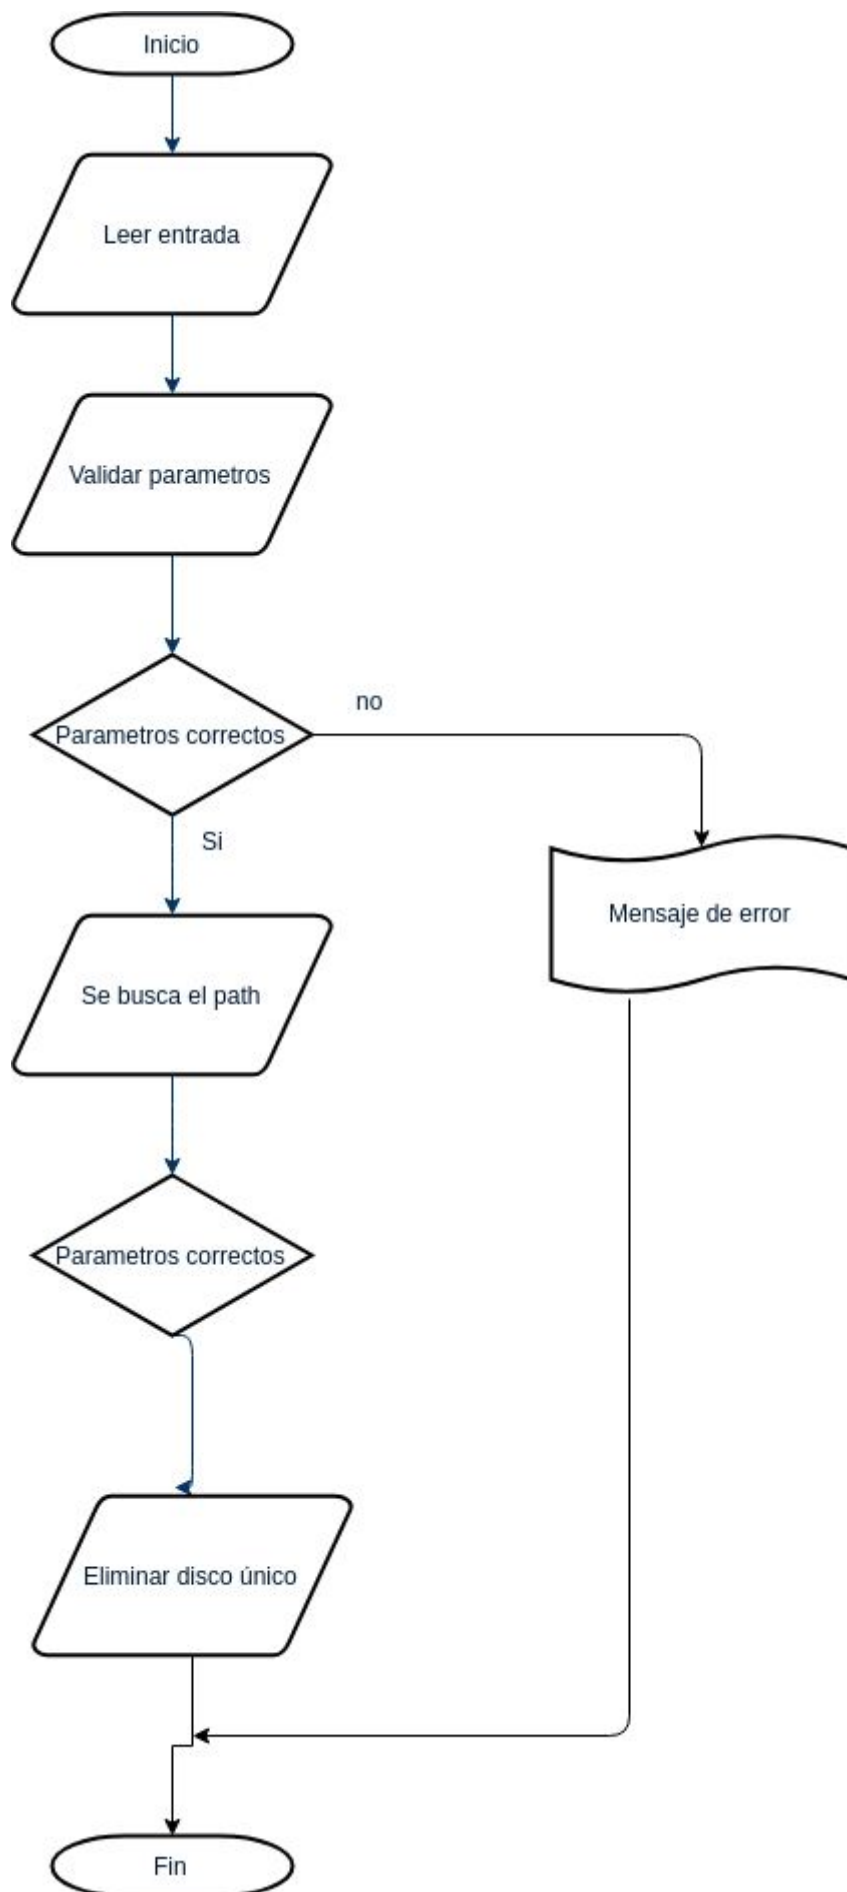 Inicio
Leer entrada
Validar parametros
Parametros correctos
no
Si
Mensaje de error
Se busca el path
Parametros correctos
Eliminar disco único
Fin